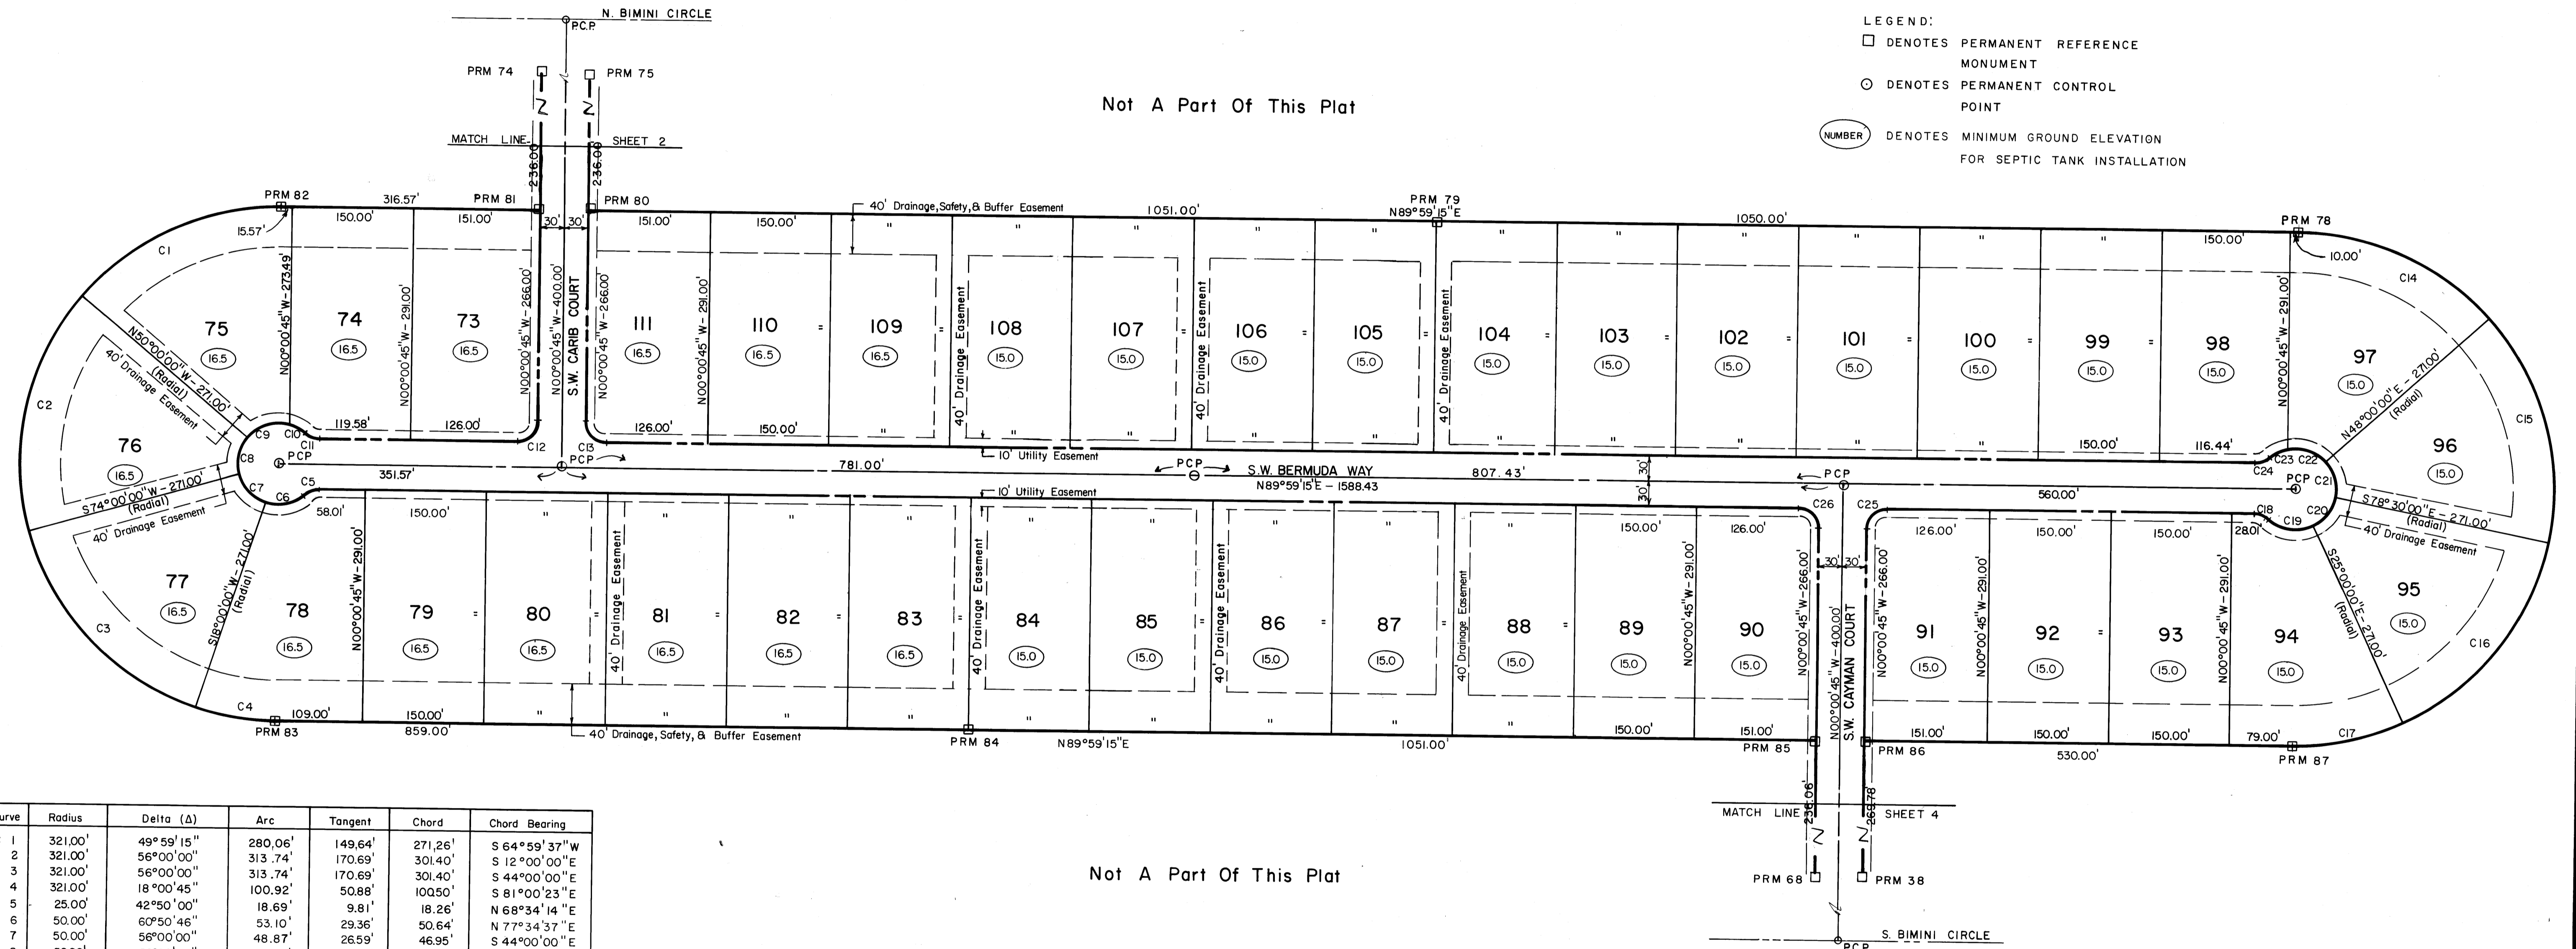 N. BIMINI CIRCLE
P.C.P.
PRM 74
PRM 75
MATCH LINE
SHEET 2
236.00'
236.00'
Not A Part Of This Plat
LEGEND:
DENOTES PERMANENT REFERENCE
MONUMENT
DENOTES PERMANENT CONTROL
POINT
NUMBER DENOTES MINIMUM GROUND ELEVATION
FOR SEPTIC TANK INSTALLATION
PRM 82
316.57'
PRM 81
PRM 80
40' Drainage, Safety, & Buffer Easement
1051.00'
PRM 79
N89°59'15"E
1050.00'
PRM 78
15.57'
150.00'
151.00'
30' 30'
151.00'
150.00'
" " " " " " " " " " "
150.00'
10.00'
C1
C14
N00°00'45"W-273.49'
N00°00'45"W-291.00'
N00°00'45"W-266.00'
N00°00'45"W-400.00'
S.W. CARIB COURT
N00°00'45"W-266.00'
N00°00'45"W-291.00'
40' Drainage Easement
40' Drainage Easement
40' Drainage Easement
N00°00'45"W-291.00'
75 16.5
74 16.5
73 16.5
111 16.5
110 16.5
109 16.5
108 15.0
107 15.0
106 15.0
105 15.0
104 15.0
103 15.0
102 15.0
101 15.0
100 15.0
99 15.0
98 15.0
97 15.0
N50°00'00"W-271.00'
(Radial)
40' Drainage Easement
N48°00'00"E-271.00'
(Radial)
C2
76 16.5
C15
96 15.0
C9 C10 C11
119.58'
126.00'
C12 C13
126.00'
150.00'
" " " " " " " "
150.00'
116.44'
C24 C23 C22
C8 PCP
351.57'
PCP
781.00'
10' Utility Easement
PCP
S.W. BERMUDA WAY
N89°59'15"E-1588.43
807.43'
30' 30'
PCP
560.00'
PCP C21
S74°00'00"W-271.00'
(Radial)
40' Drainage Easement
C7 C6 C5
58.01'
150.00'
10' Utility Easement
" " " " " " " "
150.00'
126.00'
C26 C25
126.00'
150.00'
150.00'
28.01'
C18 C19 C20
S78°30'00"E-271.00'
(Radial)
40' Drainage Easement
S18°00'00"W-271.00'
(Radial)
N00°00'45"W-291.00'
40' Drainage Easement
40' Drainage Easement
40' Drainage Easement
40' Drainage Easement
N00°00'45"W-291.00'
N00°00'45"W-266.00'
N00°00'45"W-400.00'
S.W. CAYMAN COURT
30' 30'
N00°00'45"W-266.00'
N00°00'45"W-291.00'
N00°00'45"W-291.00'
S25°00'00"E-271.00'
(Radial)
77 16.5
78 16.5
79 16.5
80 16.5
81 16.5
82 16.5
83 16.5
84 15.0
85 15.0
86 15.0
87 15.0
88 15.0
89 15.0
90 15.0
91 15.0
92 15.0
93 15.0
94 15.0
95 15.0
C3
C16
C4
PRM 83
109.00'
150.00'
859.00'
" " " " " " " " "
40' Drainage, Safety, & Buffer Easement
PRM 84
N89°59'15"E
1051.00'
150.00'
151.00'
PRM 85
PRM 86
151.00'
150.00'
150.00'
79.00'
530.00'
PRM 87
C17
236.06'
269.78'
MATCH LINE
SHEET 4
PRM 68
PRM 38
S. BIMINI CIRCLE
PCP
Not A Part Of This Plat
urve Radius Delta (Δ) Arc Tangent Chord Chord Bearing
1 321.00' 49°59'15" 280,06' 149,64' 271,26' S 64°59'37"W
2 321.00' 56°00'00" 313.74' 170.69' 301.40' S 12°00'00"E
3 321.00' 56°00'00" 313.74' 170.69' 301.40' S 44°00'00"E
4 321.00' 18°00'45" 100.92' 50.88' 100.50' S 81°00'23"E
5 25.00' 42°50'00" 18.69' 9.81' 18.26' N 68°34'14"E
6 50.00' 60°50'46" 53.10' 29.36' 50.64' N 77°34'37"E
7 50.00' 56°00'00" 48.87' 26.59' 46.95' S 44°00'00"E